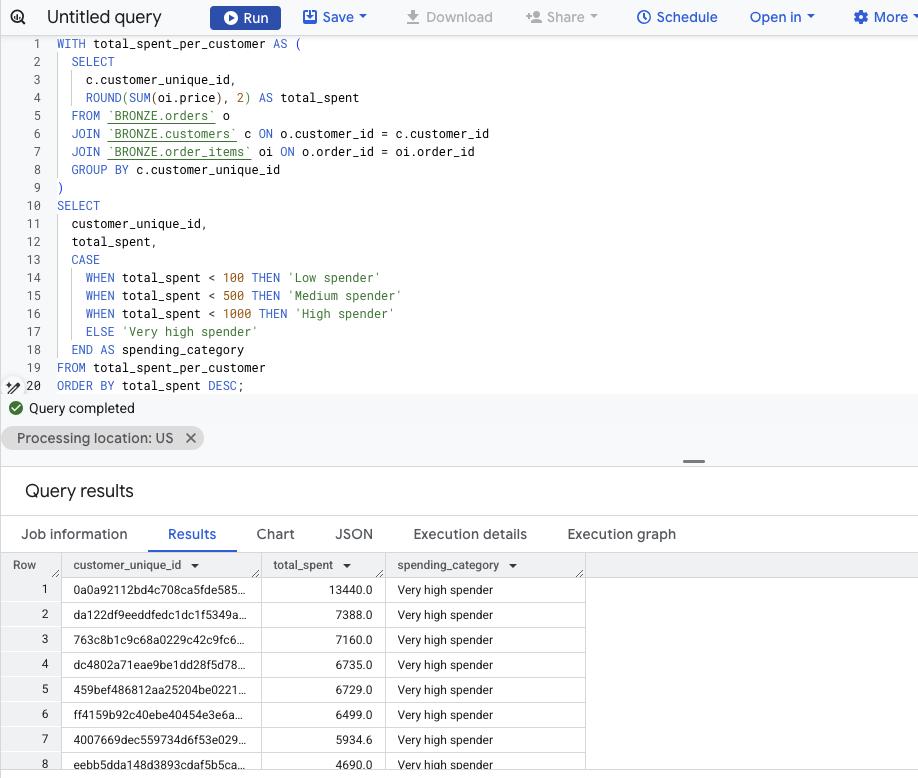 Untitled query Run Save Download Share Schedule Open in More
1 WITH total_spent_per_customer AS (
2 SELECT
3 c.customer_unique_id,
4 ROUND(SUM(oi.price), 2) AS total_spent
5 FROM `BRONZE.orders` o
6 JOIN `BRONZE.customers` c ON o.customer_id = c.customer_id
7 JOIN `BRONZE.order_items` oi ON o.order_id = oi.order_id
8 GROUP BY c.customer_unique_id
9 )
10 SELECT
11 customer_unique_id,
12 total_spent,
13 CASE
14 WHEN total_spent < 100 THEN 'Low spender'
15 WHEN total_spent < 500 THEN 'Medium spender'
16 WHEN total_spent < 1000 THEN 'High spender'
17 ELSE 'Very high spender'
18 END AS spending_category
19 FROM total_spent_per_customer
20 ORDER BY total_spent DESC;
Query completed
Processing location: US
Query results
Job information Results Chart JSON Execution details Execution graph
Row customer_unique_id total_spent spending_category
1 0a0a92112bd4c708ca5fde585... 13440.0 Very high spender
2 da122df9eeddfedc1dc1f5349a... 7388.0 Very high spender
3 763c8b1c9c68a0229c42c9fc6... 7160.0 Very high spender
4 dc4802a71eae9be1dd28f5d78... 6735.0 Very high spender
5 459bef486812aa25204be0221... 6729.0 Very high spender
6 ff4159b92c40ebe40454e3e6a... 6499.0 Very high spender
7 4007669dec559734d6f53e029... 5934.6 Very high spender
8 eebb5dda148d3893cdaf5b5ca... 4690.0 Very high spender